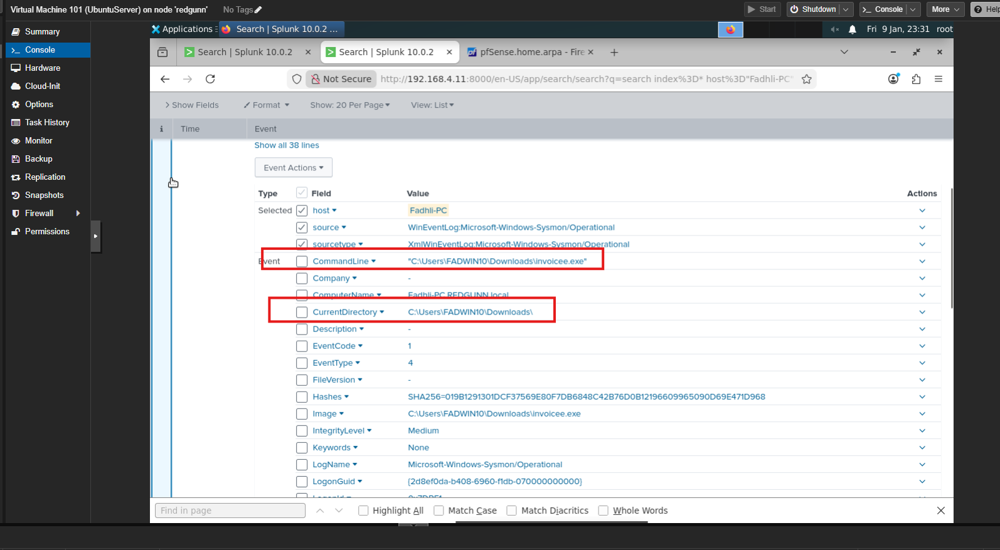 Virtual Machine 101 (UbuntuServer) on node 'redgunn'
No Tags
Start
Shutdown
Console
More
Help
Summary
Console
Hardware
Cloud-Init
Options
Task History
Monitor
Backup
Replication
Snapshots
Firewall
Permissions
Applications
Search | Splunk 10.0.2 ...
Fri 9 Jan, 23:31 root
Search | Splunk 10.0.2
Search | Splunk 10.0.2
pfSense.home.arpa - Fire
Not Secure
http://192.168.4.11:8000/en-US/app/search/search?q=search index%3D* host%3D"Fadhli-PC"
Show Fields
Format
Show: 20 Per Page
View: List
i Time Event
Show all 38 lines
Event Actions
Type Field Value Actions
Selected host Fadhli-PC
source WinEventLog:Microsoft-Windows-Sysmon/Operational
sourcetype XmlWinEventLog:Microsoft-Windows-Sysmon/Operational
Event CommandLine "C:\Users\FADWIN10\Downloads\invoicee.exe"
Company -
ComputerName Fadhli-PC.REDGUNN.local
CurrentDirectory C:\Users\FADWIN10\Downloads\
Description -
EventCode 1
EventType 4
FileVersion -
Hashes SHA256=019B1291301DCF37569E80F7DB6848C42B76D0B12196609965090D69E471D968
Image C:\Users\FADWIN10\Downloads\invoicee.exe
IntegrityLevel Medium
Keywords None
LogName Microsoft-Windows-Sysmon/Operational
LogonGuid {2d8ef0da-b408-6960-f1db-070000000000}
Find in page
Highlight All
Match Case
Match Diacritics
Whole Words